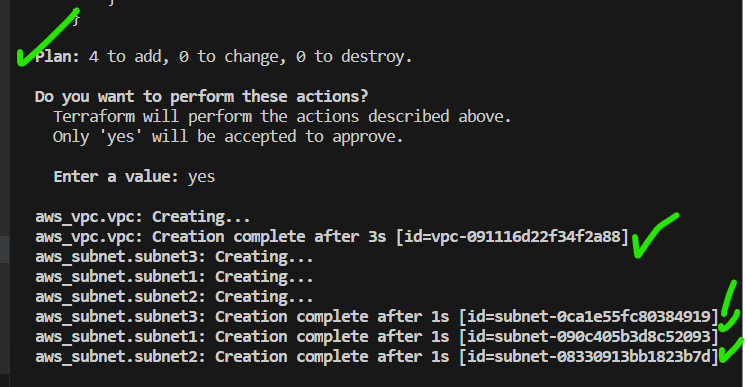 }
}
Plan: 4 to add, 0 to change, 0 to destroy.
Do you want to perform these actions?
Terraform will perform the actions described above.
Only 'yes' will be accepted to approve.
Enter a value: yes
aws_vpc.vpc: Creating...
aws_vpc.vpc: Creation complete after 3s [id=vpc-091116d22f34f2a88]
aws_subnet.subnet3: Creating...
aws_subnet.subnet1: Creating...
aws_subnet.subnet2: Creating...
aws_subnet.subnet3: Creation complete after 1s [id=subnet-0ca1e55fc80384919]
aws_subnet.subnet1: Creation complete after 1s [id=subnet-090c405b3d8c52093]
aws_subnet.subnet2: Creation complete after 1s [id=subnet-08330913bb1823b7d]